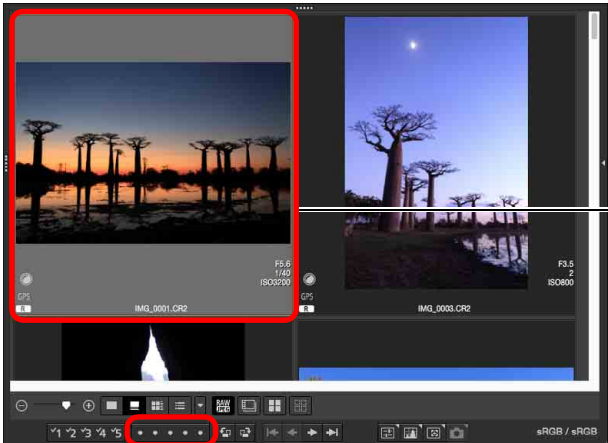 F5.6
1/40
ISO3200
GPS
R
IMG_0001.CR2
F3.5
2
ISO800
GPS
R
IMG_0003.CR2
RAW
JPEG
1 2 3 4 5
sRGB / sRGB